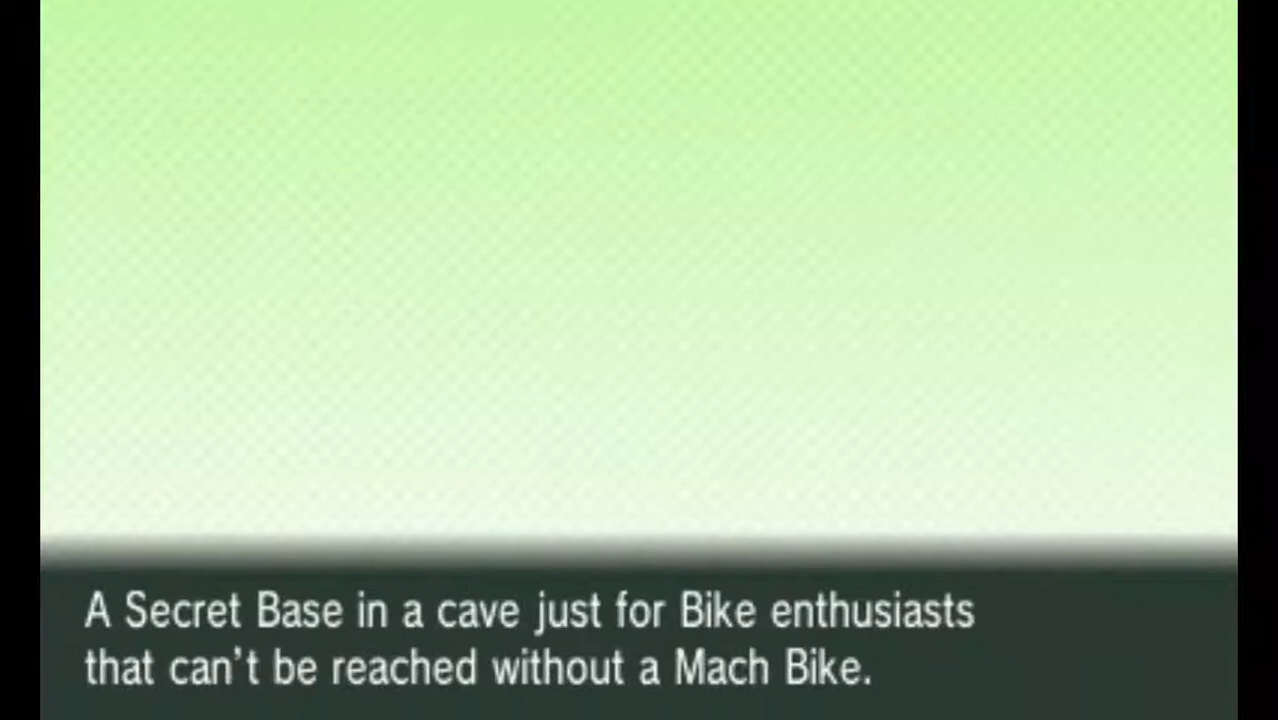 A Secret Base in a cave just for Bike enthusiasts
that can't be reached without a Mach Bike.